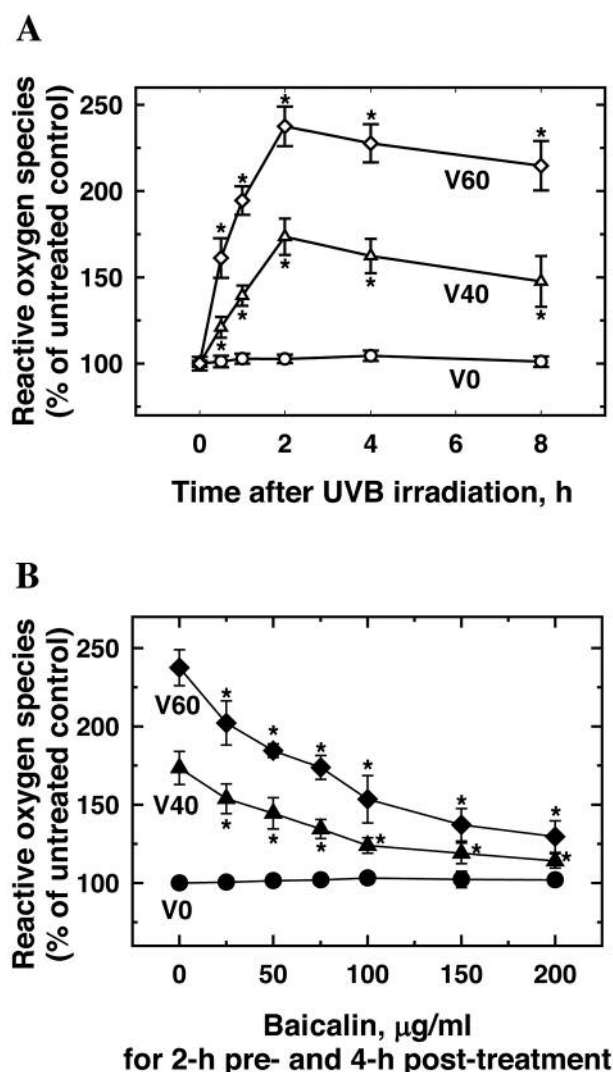 A
Reactive oxygen species
(% of untreated control)
250
200
150
100
*
*
*
*
*
V60
*
*
*
*
*
V40
V0
0
2
4
6
8
Time after UVB irradiation, h
B
Reactive oxygen species
(% of untreated control)
250
200
150
100
V60
*
*
*
*
*
*
V40
*
*
*
*
*
*
V0
0
50
100
150
200
Baicalin, μg/ml
for 2-h pre- and 4-h post-treatment